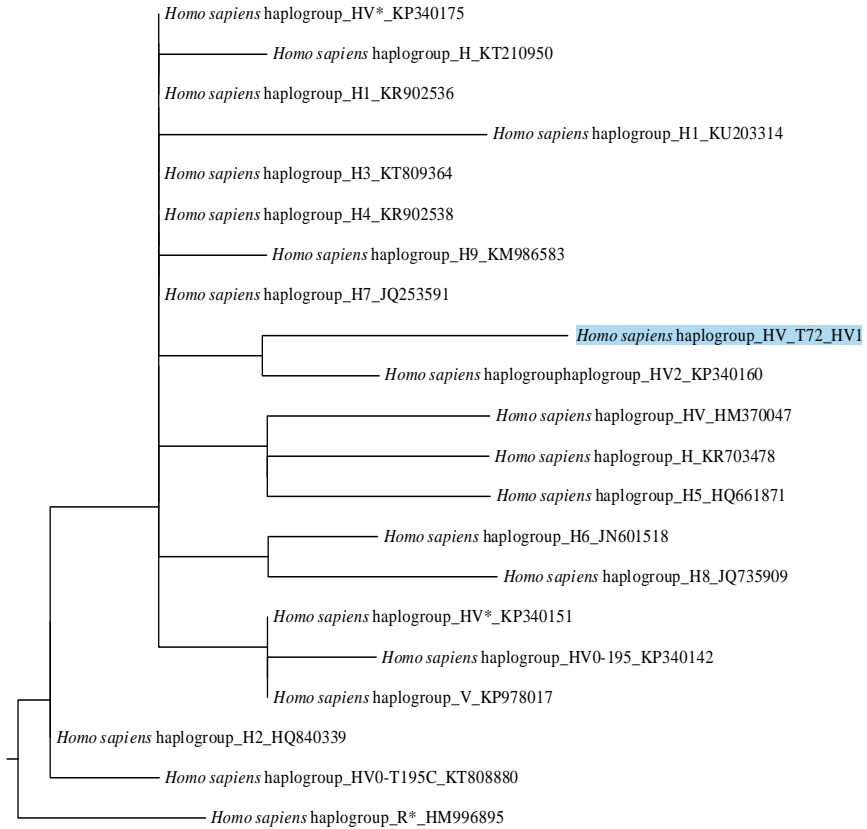 Homo sapiens haplogroup_HV*_KP340175
Homo sapiens haplogroup_H_KT210950
Homo sapiens haplogroup_H1_KR902536
Homo sapiens haplogroup_H1_KU203314
Homo sapiens haplogroup_H3_KT809364
Homo sapiens haplogroup_H4_KR902538
Homo sapiens haplogroup_H9_KM986583
Homo sapiens haplogroup_H7_JQ253591
Homo sapiens haplogroup_HV_T72_HV1
Homo sapiens haplogrouphaplogroup_HV2_KP340160
Homo sapiens haplogroup_HV_HM370047
Homo sapiens haplogroup_H_KR703478
Homo sapiens haplogroup_H5_HQ661871
Homo sapiens haplogroup_H6_JN601518
Homo sapiens haplogroup_H8_JQ735909
Homo sapiens haplogroup_HV*_KP340151
Homo sapiens haplogroup_HV0-195_KP340142
Homo sapiens haplogroup_V_KP978017
Homo sapiens haplogroup_H2_HQ840339
Homo sapiens haplogroup_HV0-T195C_KT808880
Homo sapiens haplogroup_R*_HM996895